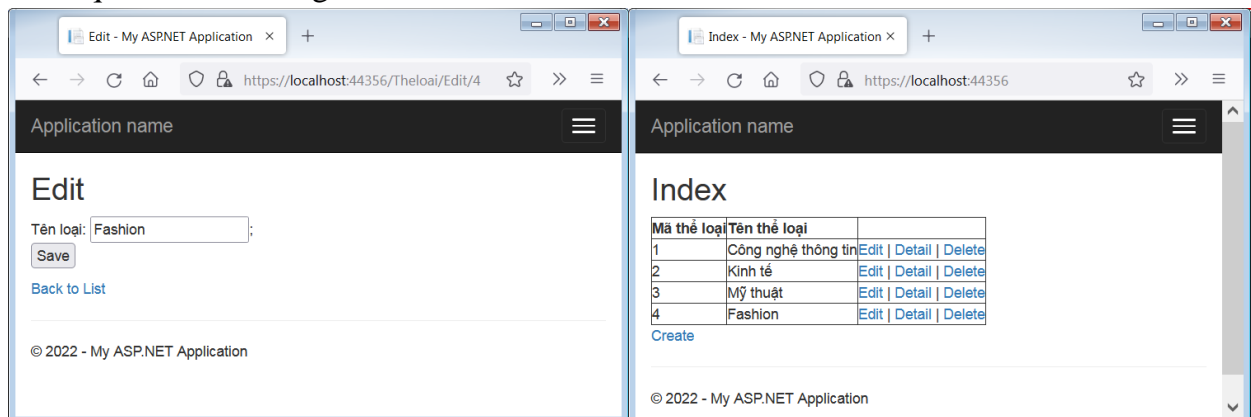 Edit - My ASP.NET Application
https://localhost:44356/Theloai/Edit/4
Application name
Edit
Tên loại: Fashion ;
Save
Back to List
© 2022 - My ASP.NET Application
Index - My ASP.NET Application
https://localhost:44356
Application name
Index
Mã thể loại Tên thể loại
1 Công nghệ thông tin Edit | Detail | Delete
2 Kinh tế Edit | Detail | Delete
3 Mỹ thuật Edit | Detail | Delete
4 Fashion Edit | Detail | Delete
Create
© 2022 - My ASP.NET Application